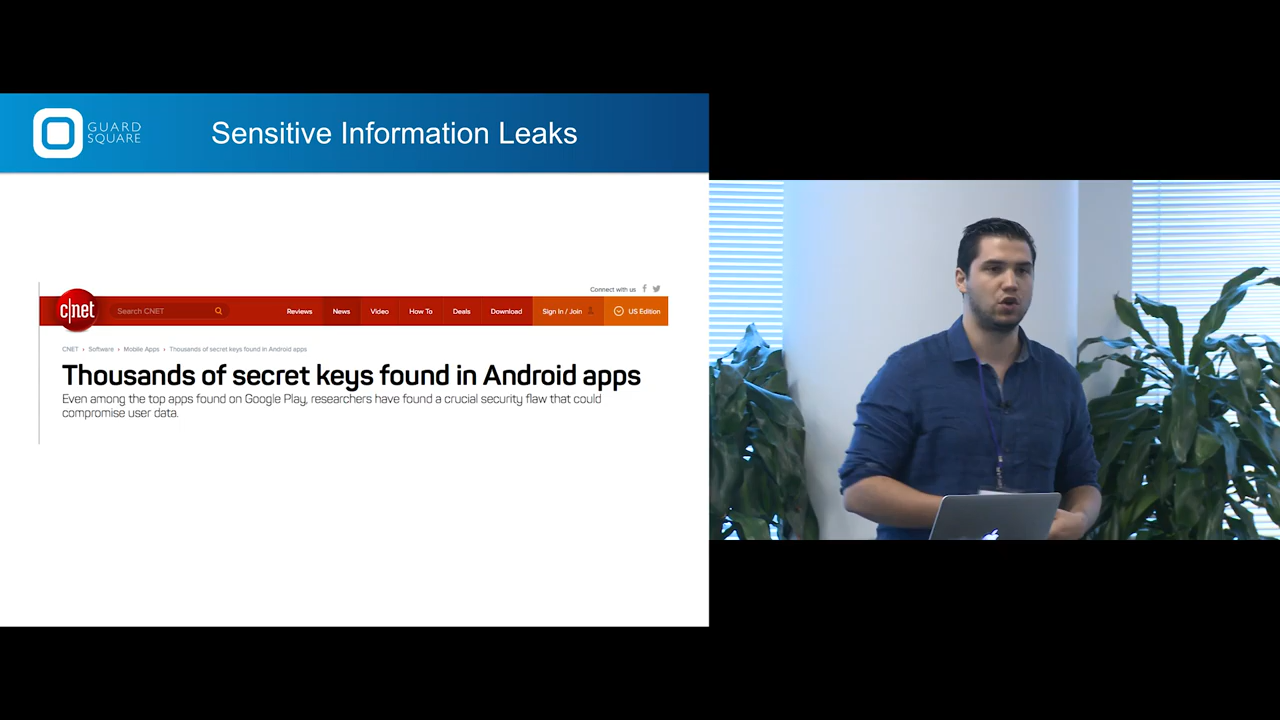 GUARD
SQUARE
Sensitive Information Leaks
Connect with us
c|net
Search CNET
Reviews
News
Video
How To
Deals
Download
Sign In / Join
US Edition
CNET › Software › Mobile Apps › Thousands of secret keys found in Android apps
Thousands of secret keys found in Android apps
Even among the top apps found on Google Play, researchers have found a crucial security flaw that could
compromise user data.